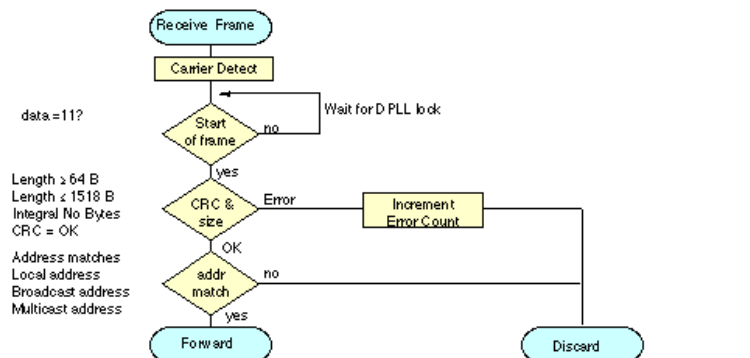 Receive Frame
Carrier Detect
Wait for DPLL lock
data =11?
Start
of frame
no
yes
Length ≥ 64 B
Length ≤ 1518 B
Integral No Bytes
CRC = OK
CRC &
size
Error
Increment
Error Count
OK
Address matches
Local address
Broadcast address
Multicast address
addr
match
no
yes
Forward
Discard